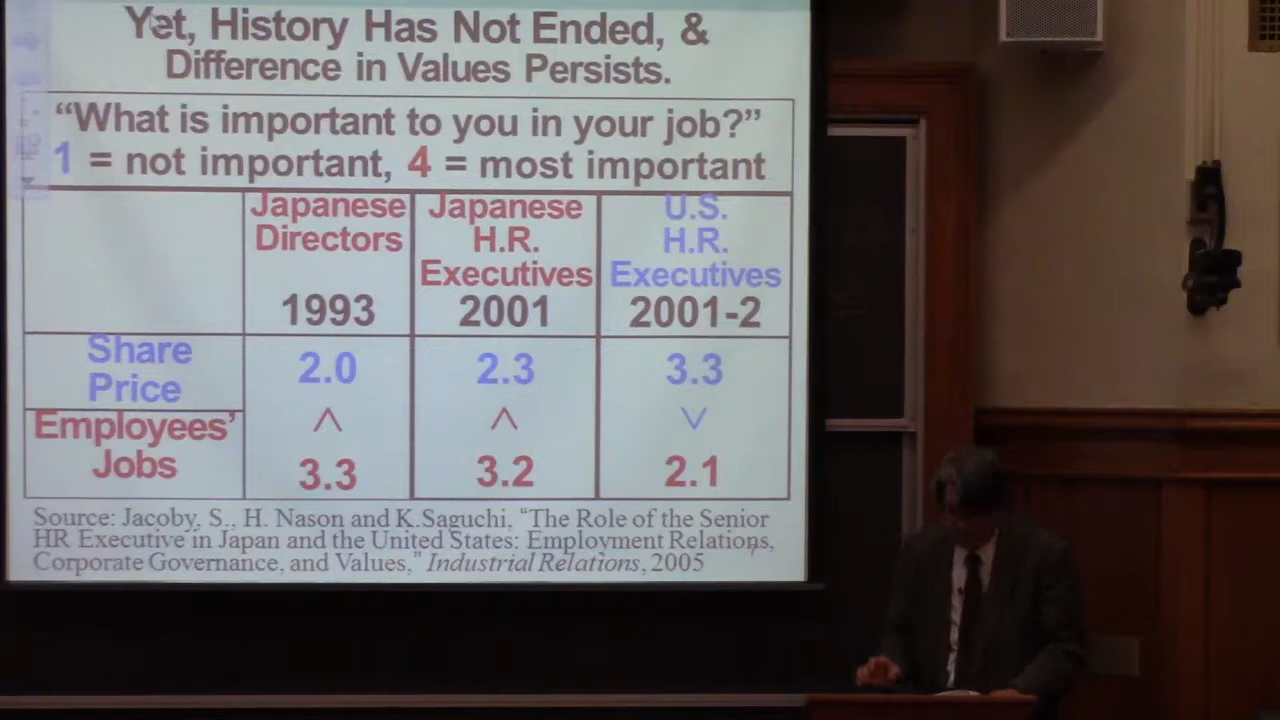 Yet, History Has Not Ended, &
Difference in Values Persists.
“What is important to you in your job?”
1 = not important, 4 = most important
Japanese
Directors
1993
Japanese
H.R.
Executives
2001
U.S.
H.R.
Executives
2001-2
Share
Price
2.0
2.3
3.3
Employees’
Jobs
3.3
3.2
2.1
Source: Jacoby, S., H. Nason and K.Saguchi, “The Role of the Senior
HR Executive in Japan and the United States: Employment Relations,
Corporate Governance, and Values,” Industrial Relations, 2005